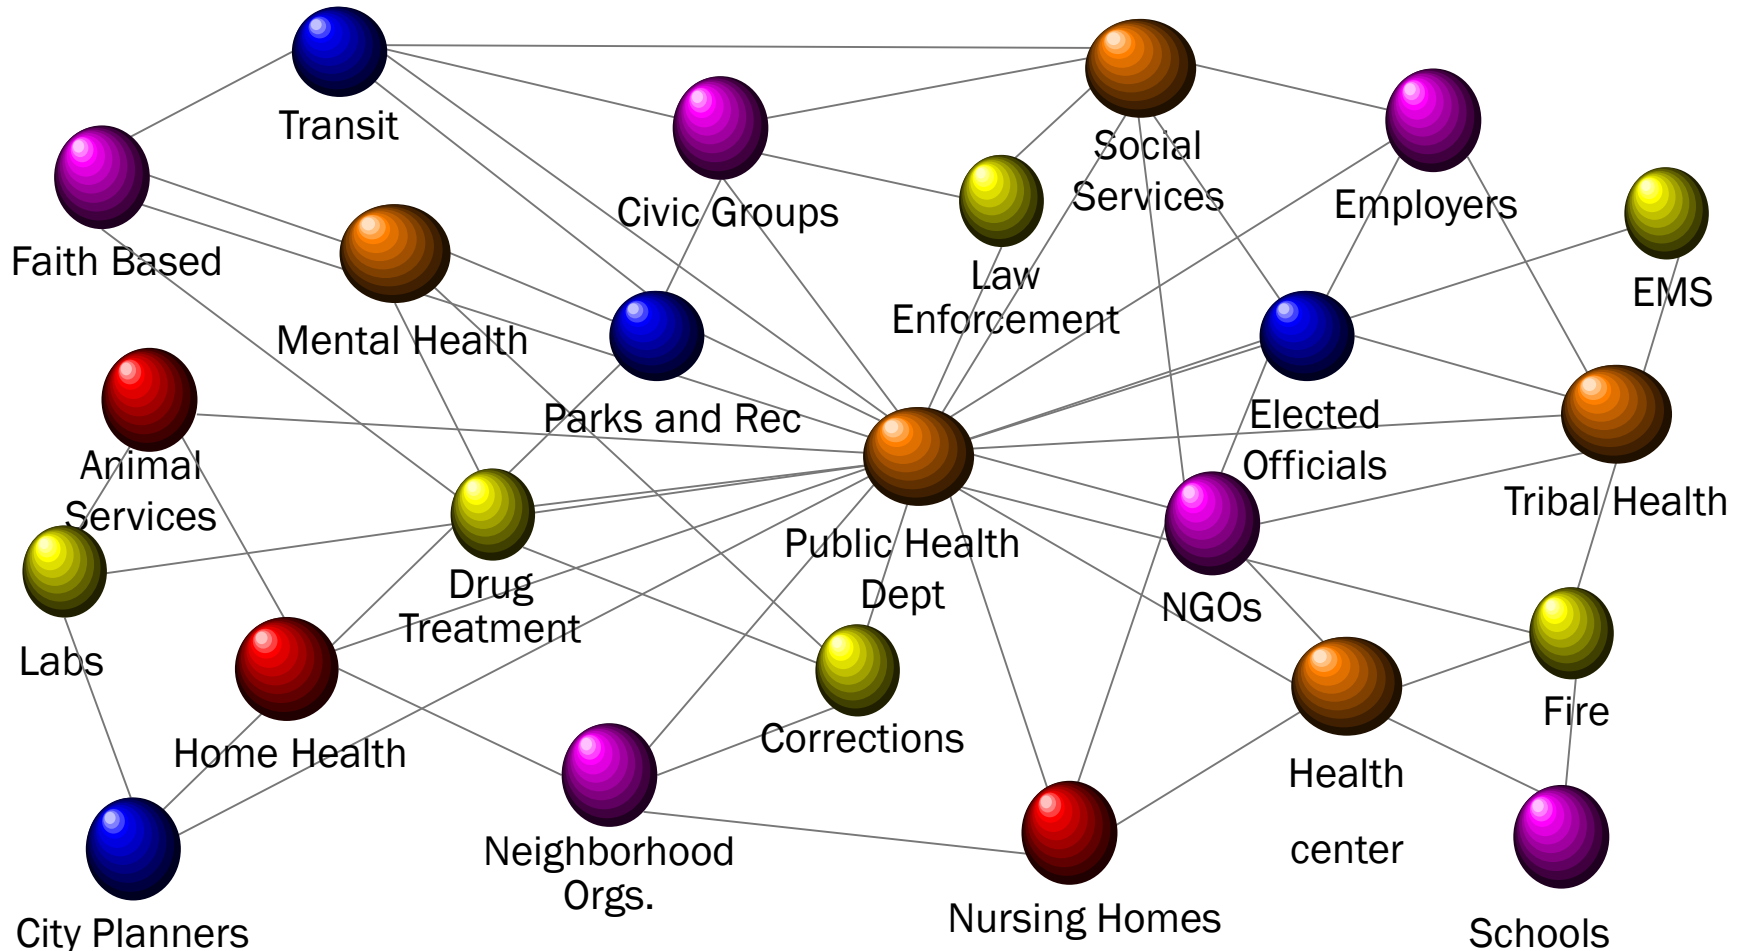 Transit
Social
Services
Civic Groups
Employers
Faith Based
Law
Enforcement
EMS
Mental Health
Parks and Rec
Elected
Officials
Animal
Services
Tribal Health
Public Health
Dept
Drug
Treatment
NGOs
Labs
Home Health
Corrections
Fire
Health
center
Neighborhood
Orgs.
Nursing Homes
City Planners
Schools